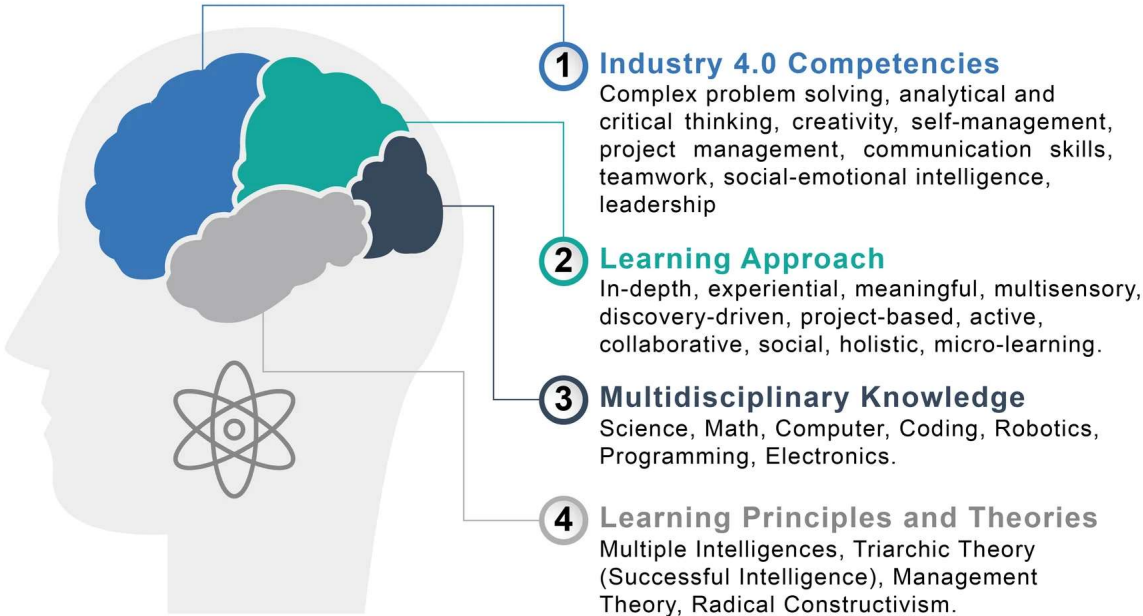 1 Industry 4.0 Competencies
Complex problem solving, analytical and
critical thinking, creativity, self-management,
project management, communication skills,
teamwork, social-emotional intelligence,
leadership
2 Learning Approach
In-depth, experiential, meaningful, multisensory,
discovery-driven, project-based, active,
collaborative, social, holistic, micro-learning.
3 Multidisciplinary Knowledge
Science, Math, Computer, Coding, Robotics,
Programming, Electronics.
4 Learning Principles and Theories
Multiple Intelligences, Triarchic Theory
(Successful Intelligence), Management
Theory, Radical Constructivism.